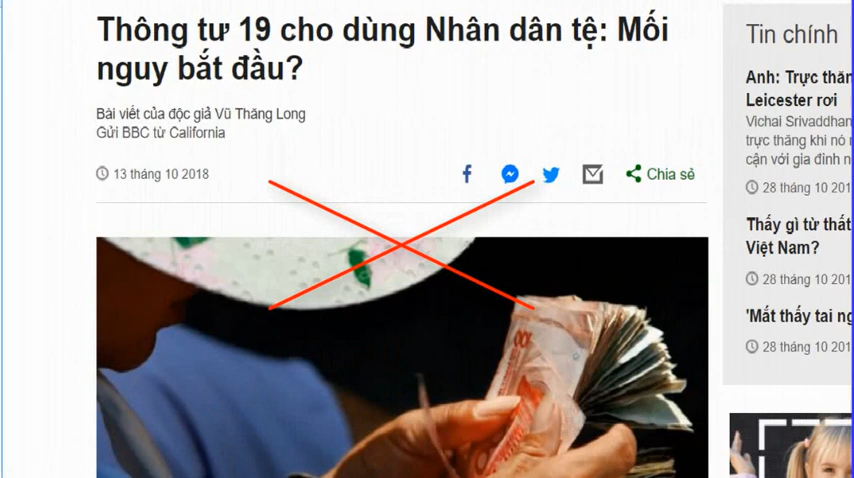 Thông tư 19 cho dùng Nhân dân tệ: Mối
nguy bắt đầu?
Bài viết của độc giả Vũ Thăng Long
Gửi BBC từ California
13 tháng 10 2018
Chia sẻ
Tin chính
Anh: Trực thăn
Leicester rơi
Vichai Srivaddhan
trực thăng khi nó
cận với gia đình n
28 tháng 10 201
Thấy gì từ thất
Việt Nam?
28 tháng 10 201
'Mắt thấy tai ng
28 tháng 10 201
100